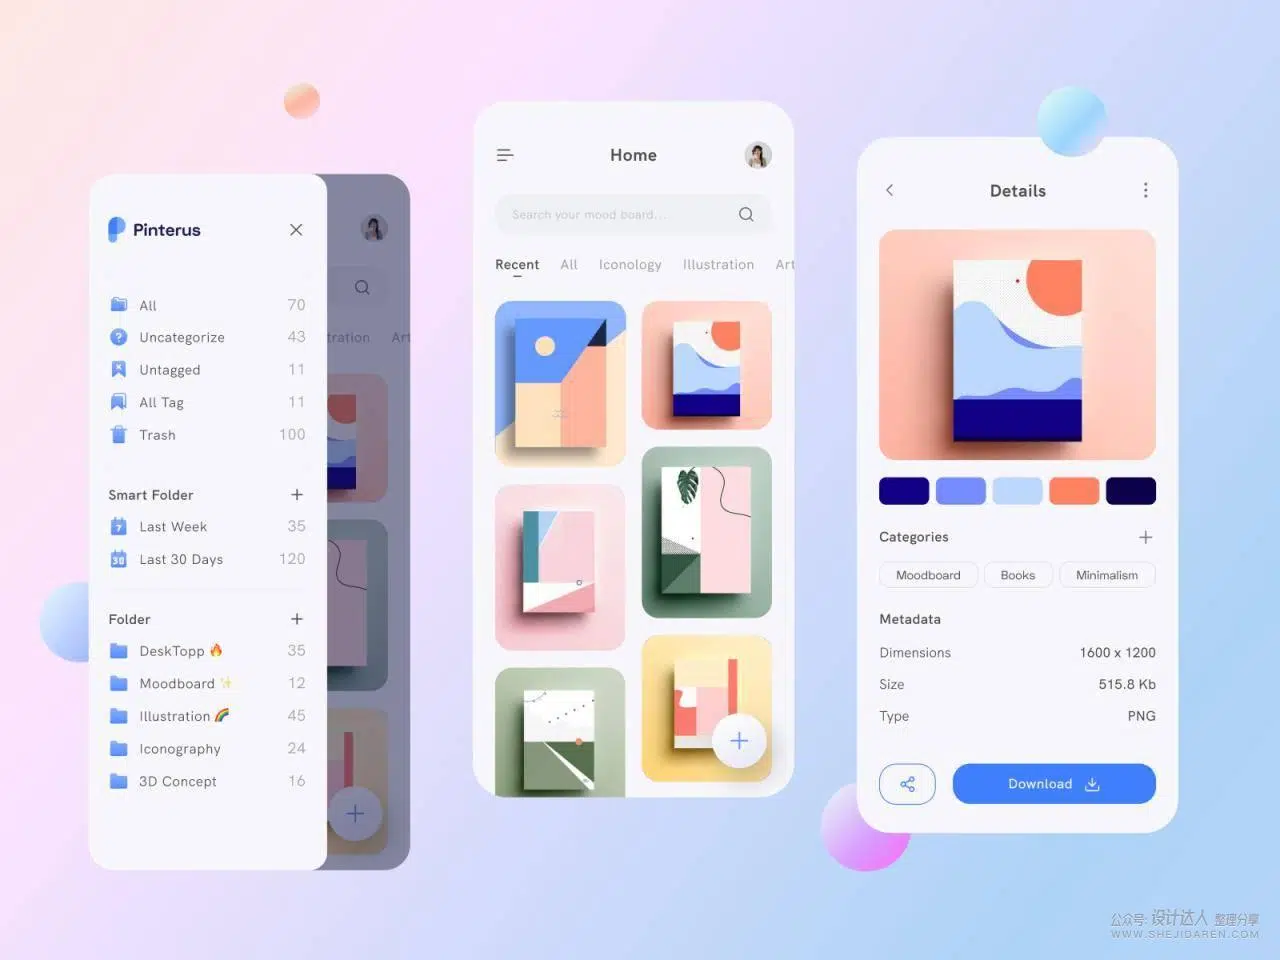 Pinterus
All 70
Uncategorize 43
Untagged 11
All Tag 11
Trash 100
Smart Folder
Last Week 35
7
Last 30 Days 120
30
Folder
DeskTopp 🔥 35
Moodboard ✨ 12
Illustration 🌈 45
Iconography 24
3D Concept 16
tration Art
Home
Search your mood board...
Recent All Iconology Illustration Art
Details
Categories
Moodboard Books Minimalism
Metadata
Dimensions 1600 x 1200
Size 515.8 Kb
Type PNG
Download
公众号: 设计达人 整理分享
WWW.SHEJIDAREN.COM